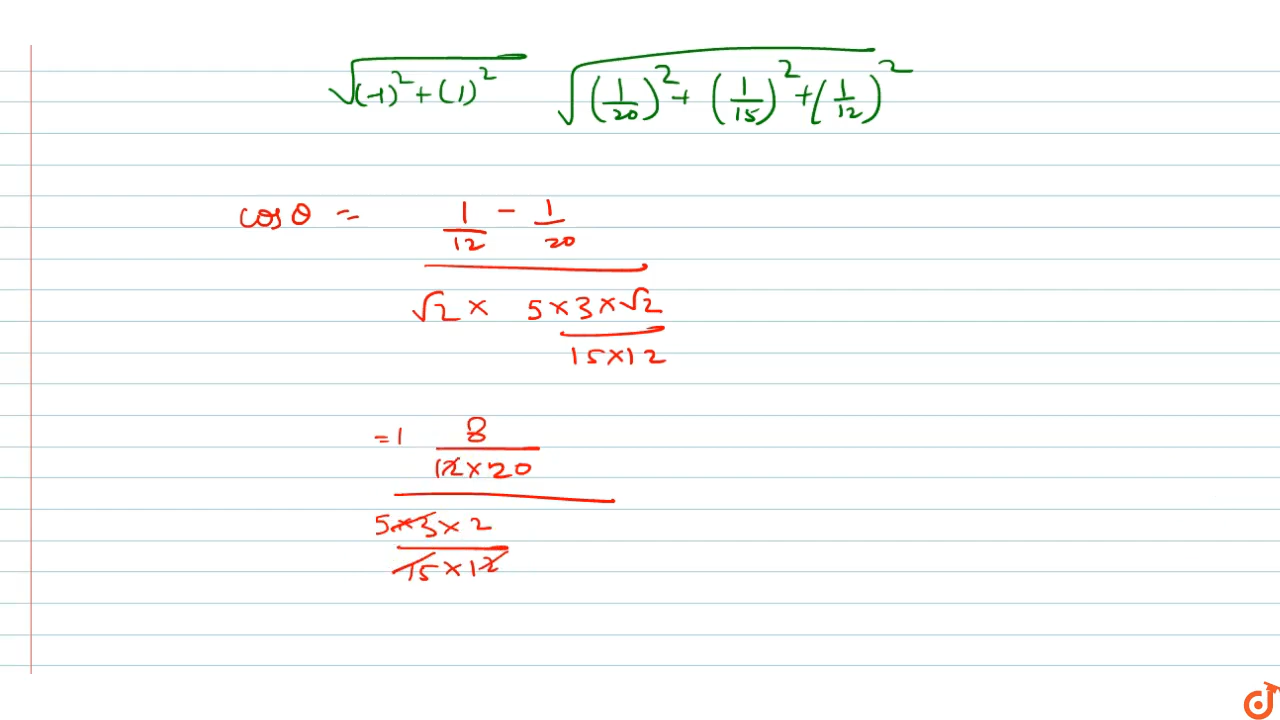 √(-1)² + (1)² √(1/20)² + (1/15)² + (1/12)²
cos θ = 1/12 - 1/20
√2 × 5 × 3 × √2
15 × 12
= 1 8
12 × 20
5 × 3 × 2
15 × 12